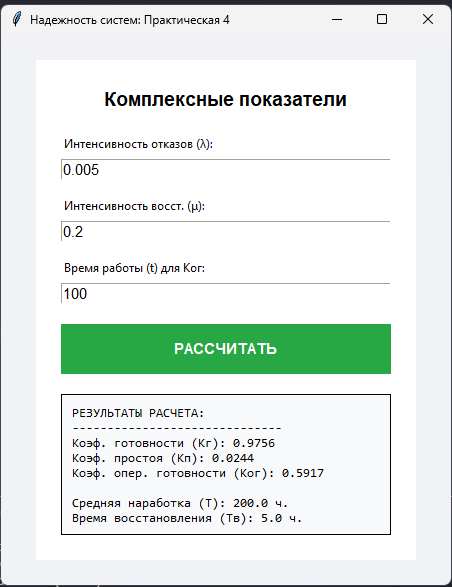 Надежность систем: Практическая 4
Комплексные показатели
Интенсивность отказов (λ):
0.005
Интенсивность восст. (μ):
0.2
Время работы (t) для Ког:
100
РАССЧИТАТЬ
РЕЗУЛЬТАТЫ РАСЧЕТА:
------------------------------
Коэф. готовности (Кг): 0.9756
Коэф. простоя (Кп): 0.0244
Коэф. опер. готовности (Ког): 0.5917
Средняя наработка (Т): 200.0 ч.
Время восстановления (Тв): 5.0 ч.